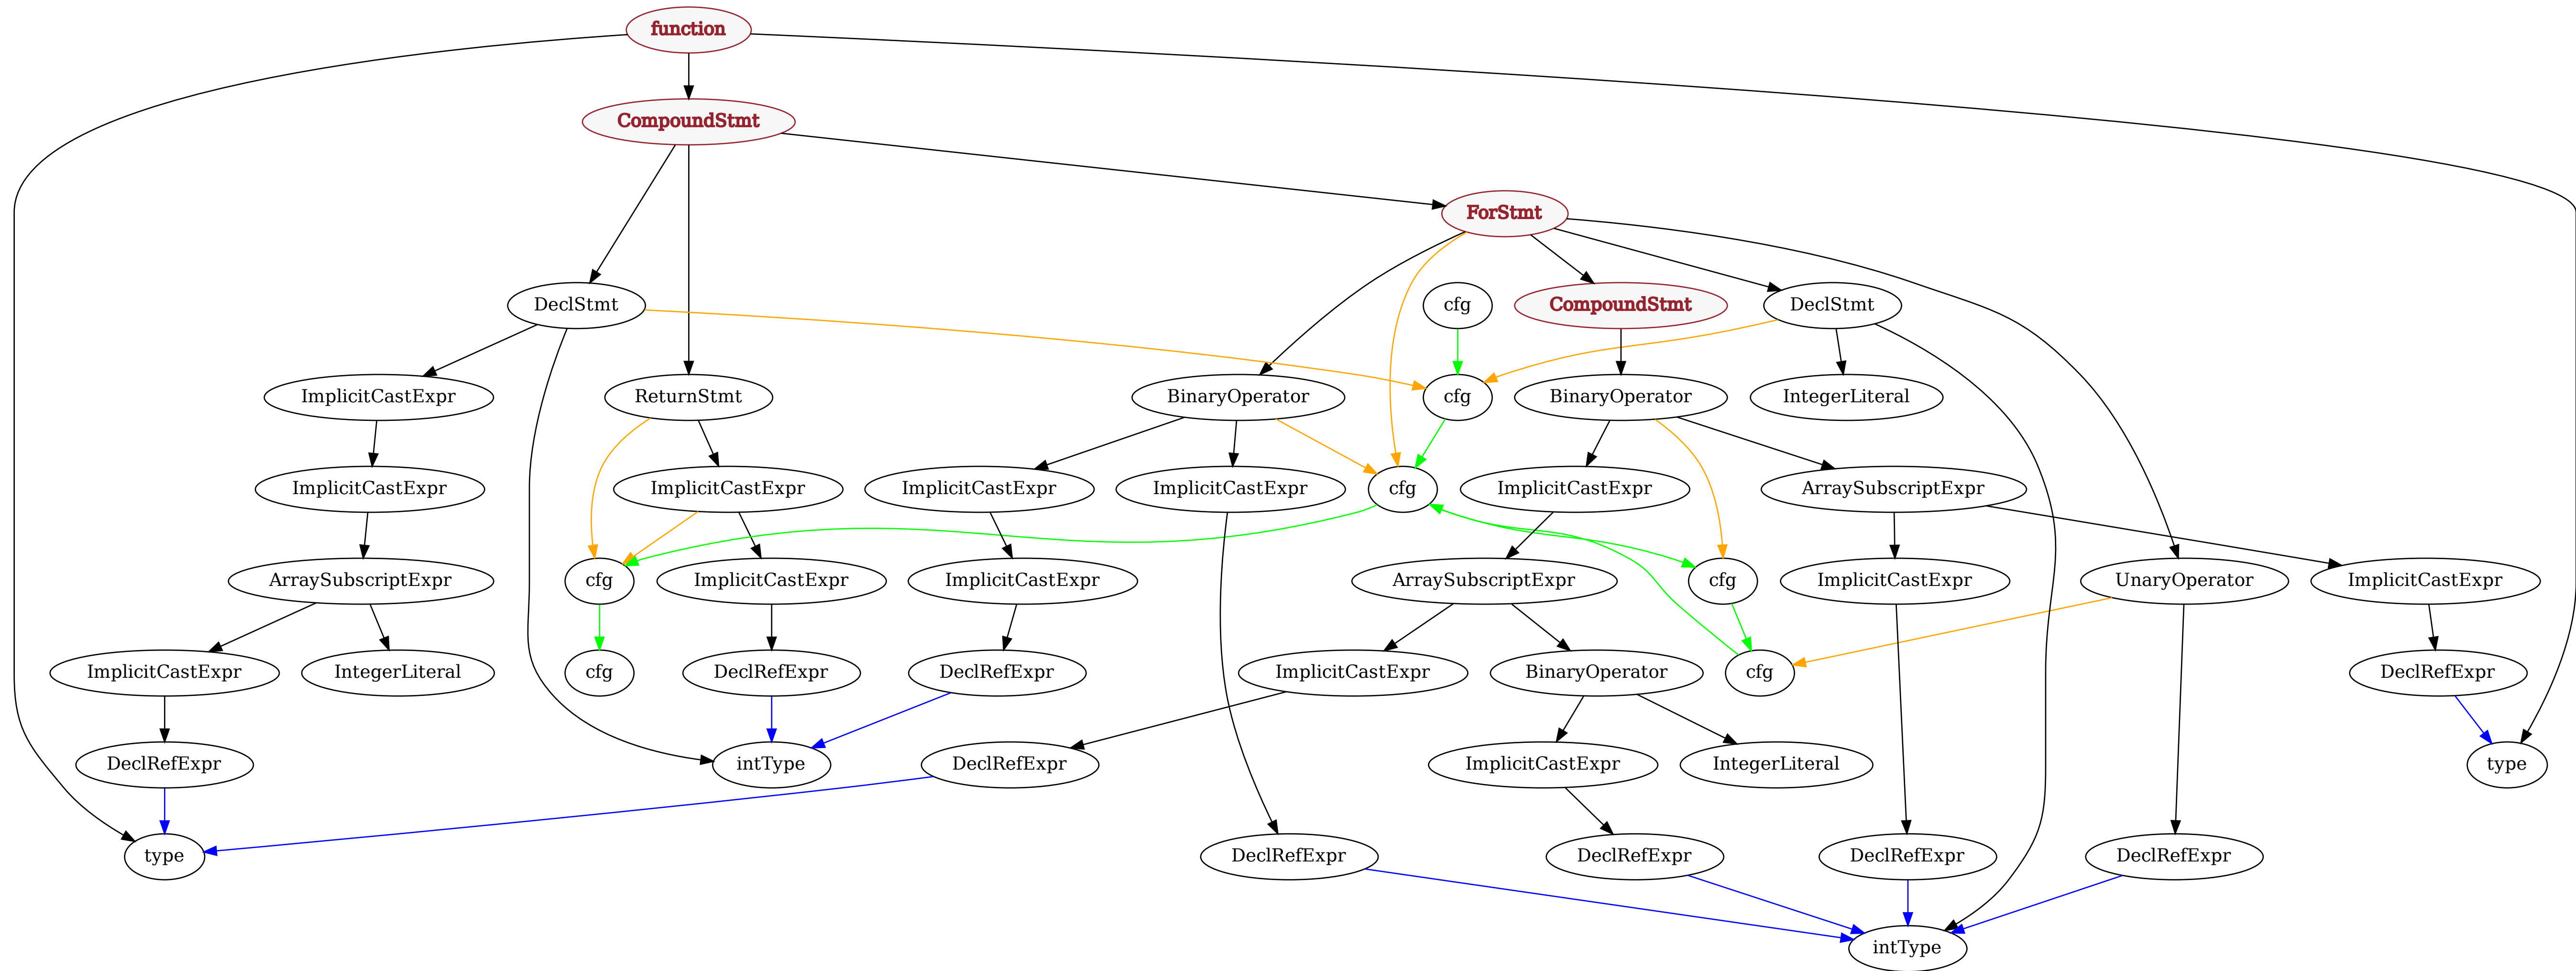 function
CompoundStmt
ForStmt
DeclStmt
cfg
CompoundStmt
DeclStmt
ImplicitCastExpr
ReturnStmt
BinaryOperator
cfg
BinaryOperator
IntegerLiteral
ImplicitCastExpr
ImplicitCastExpr
ImplicitCastExpr
ImplicitCastExpr
cfg
ImplicitCastExpr
ArraySubscriptExpr
ArraySubscriptExpr
cfg
ImplicitCastExpr
ImplicitCastExpr
ArraySubscriptExpr
cfg
ImplicitCastExpr
UnaryOperator
ImplicitCastExpr
ImplicitCastExpr
IntegerLiteral
cfg
DeclRefExpr
DeclRefExpr
ImplicitCastExpr
BinaryOperator
cfg
DeclRefExpr
DeclRefExpr
intType
DeclRefExpr
ImplicitCastExpr
IntegerLiteral
type
type
DeclRefExpr
DeclRefExpr
DeclRefExpr
DeclRefExpr
intType